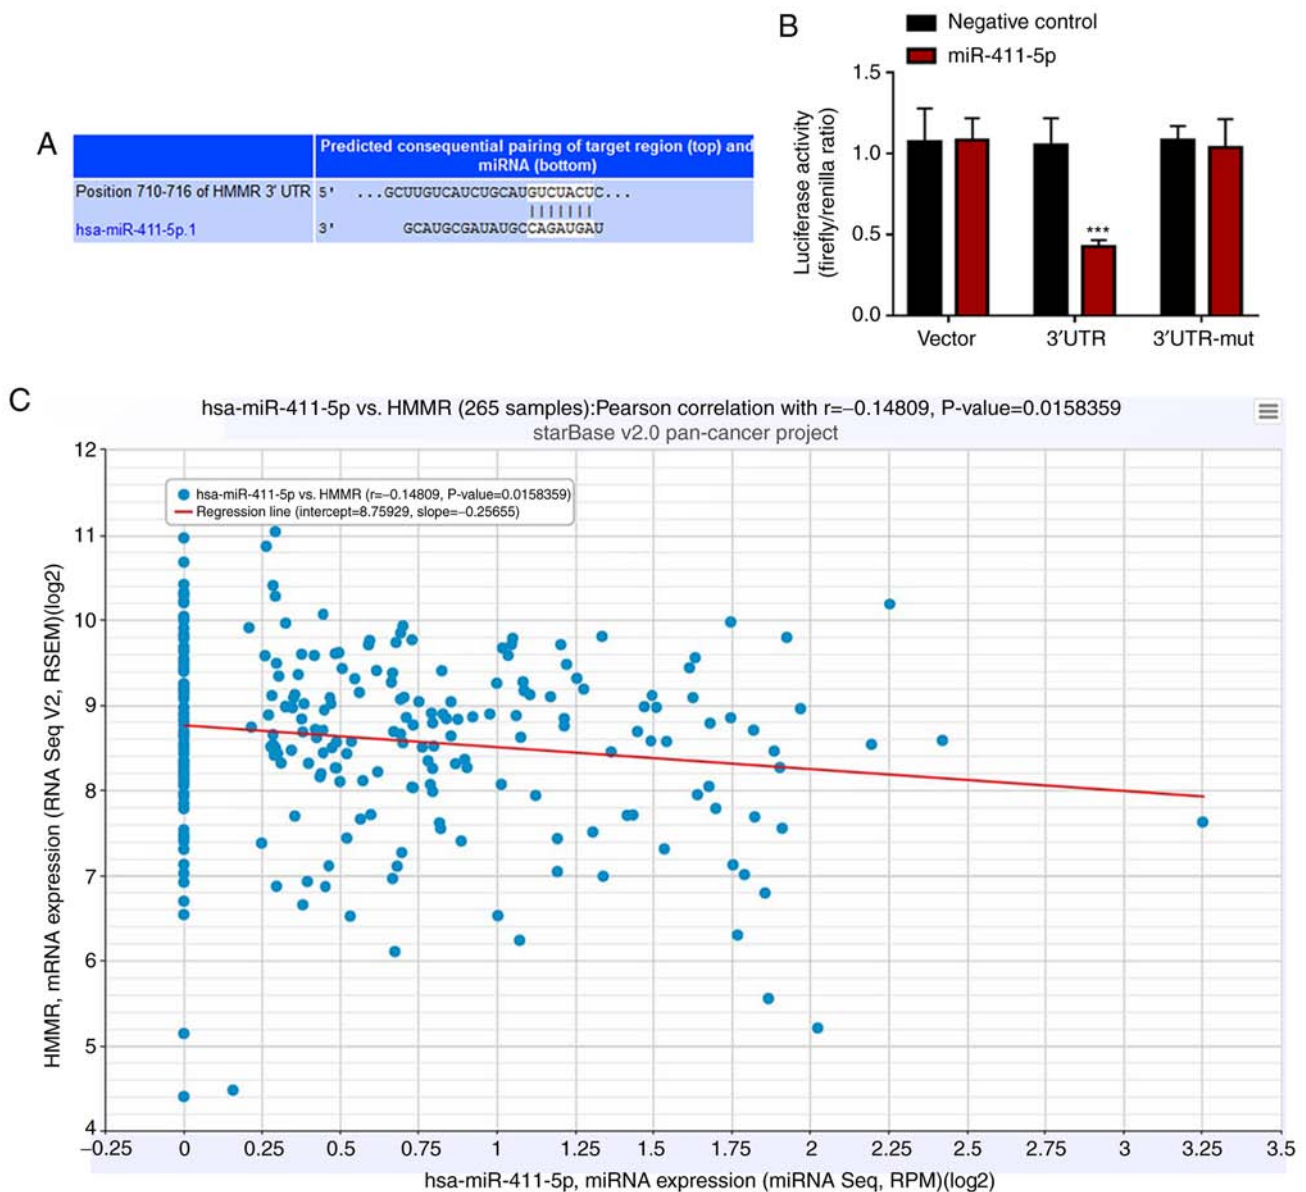 A
Predicted consequential pairing of target region (top) and
miRNA (bottom)
Position 710-716 of HMMR 3' UTR 5' ...GCUUGUCAUCUGCAUGUCUACUC...
hsa-miR-411-5p.1 3' GCAUGCGAUAUGCCAGAUGAU
B
Negative control
miR-411-5p
Luciferase activity
(firefly/renilla ratio)
1.5
1.0
0.5
0.0
***
Vector 3′UTR 3′UTR-mut
C
hsa-miR-411-5p vs. HMMR (265 samples):Pearson correlation with r=−0.14809, P-value=0.0158359
starBase v2.0 pan-cancer project
hsa-miR-411-5p vs. HMMR (r=−0.14809, P-value=0.0158359)
Regression line (intercept=8.75929, slope=−0.25655)
HMMR, mRNA expression (RNA Seq V2, RSEM)(log2)
12
11
10
9
8
7
6
5
4
−0.25 0 0.25 0.5 0.75 1 1.25 1.5 1.75 2 2.25 2.5 2.75 3 3.25 3.5
hsa-miR-411-5p, miRNA expression (miRNA Seq, RPM)(log2)